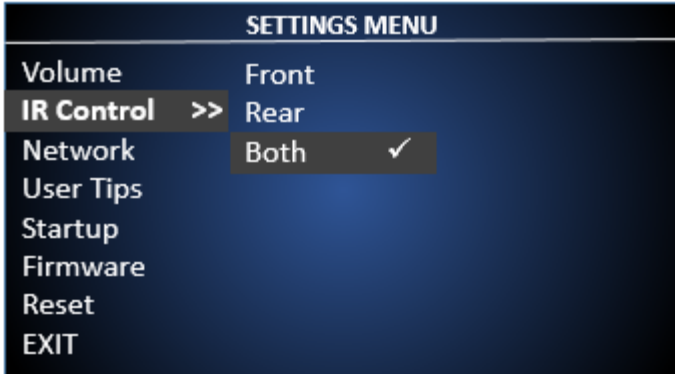 SETTINGS MENU
Volume
IR Control >>
Network
User Tips
Startup
Firmware
Reset
EXIT
Front
Rear
Both ✓